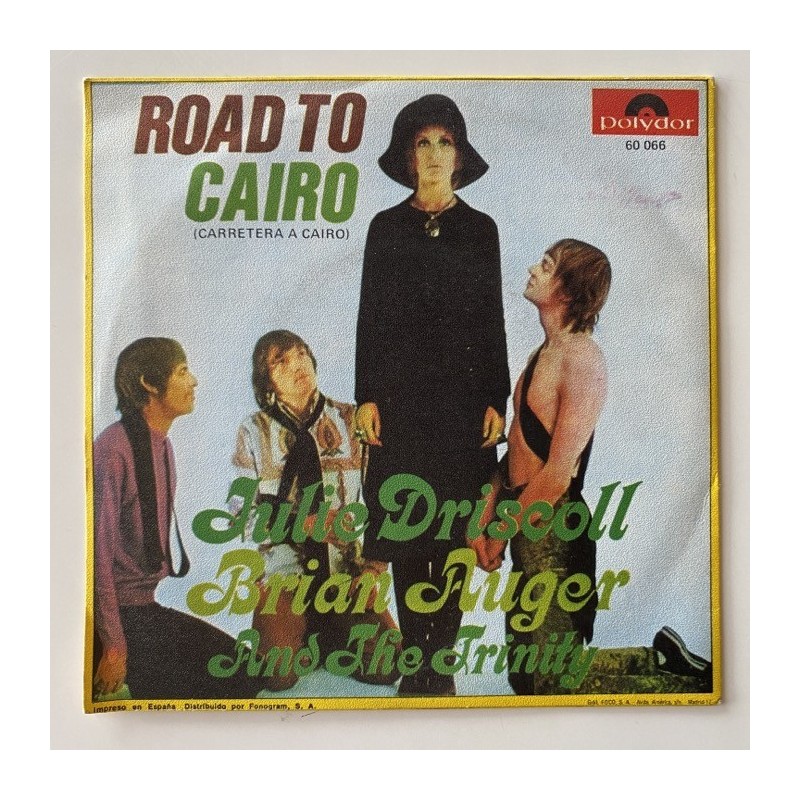 ROAD TO
CAIRO
(CARRETERA A CAIRO)
polydor
60 066
Julie Driscoll
Brian Auger
And The Trinity
Impreso en España Distribuido por Fonogram, S. A.